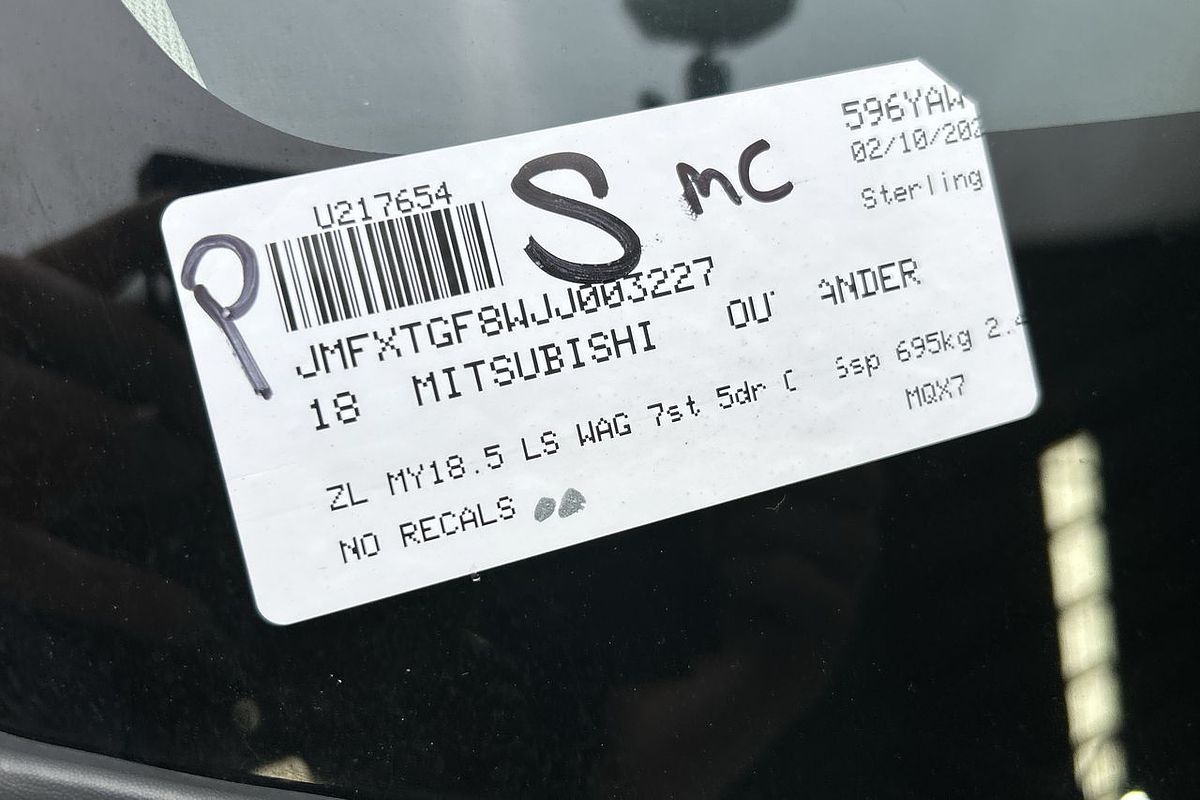 U217654
P
S
MC
596YAW
02/10/202
Sterling
JMFXTGF8WJJ003227
18 MITSUBISHI OU ANDER
ZL MY18.5 LS WAG 7st 5dr 695kg 2.4
NO RECALS MQX7